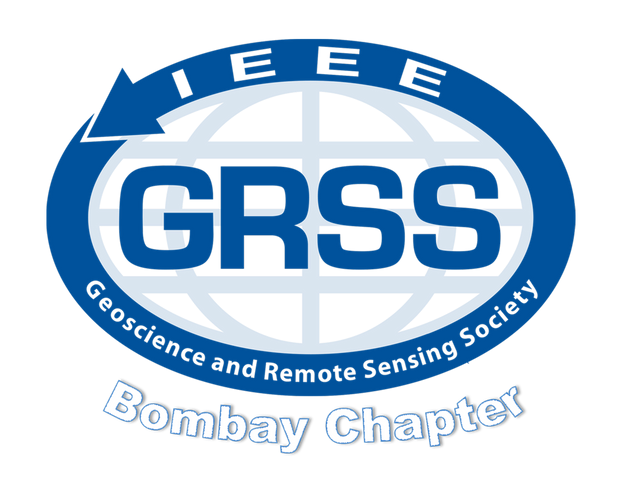 IEEE
GRSS
Geoscience and Remote Sensing Society
Bombay Chapter